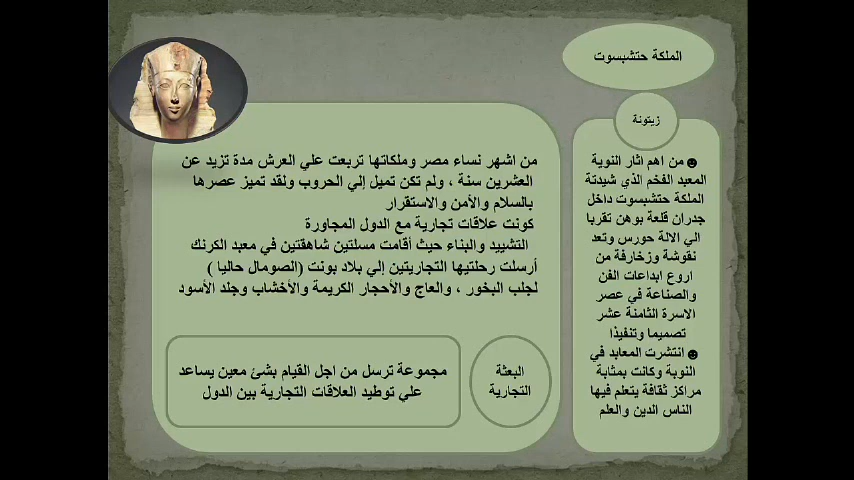 الملكة حتشبسوت
زيتونة
☻من اهم اثار النوبة
المعبد الفخم الذي شيدتة
الملكة حتشبسوت داخل
جدران قلعة بوهن تقربا
الي الالة حورس وتعد
نقوشة وزخارفة من
اروع ابداعات الفن
والصناعة في عصر
الاسرة الثامنة عشر
تصميما وتنفيذا
☻انتشرت المعابد في
النوبة وكانت بمثابة
مراكز ثقافة يتعلم فيها
الناس الدين والعلم
من اشهر نساء مصر وملكاتها تربعت علي العرش مدة تزيد عن
العشرين سنة ، ولم تكن تميل إلي الحروب ولقد تميز عصرها
بالسلام والأمن والاستقرار
كونت علاقات تجارية مع الدول المجاورة
التشييد والبناء حيث أقامت مسلتين شاهقتين في معبد الكرنك
أرسلت رحلتيها التجاريتين إلي بلاد بونت (الصومال حاليا )
لجلب البخور ، والعاج والأحجار الكريمة والأخشاب وجلد الأسود
البعثة
التجارية
مجموعة ترسل من اجل القيام بشئ معين يساعد
علي توطيد العلاقات التجارية بين الدول